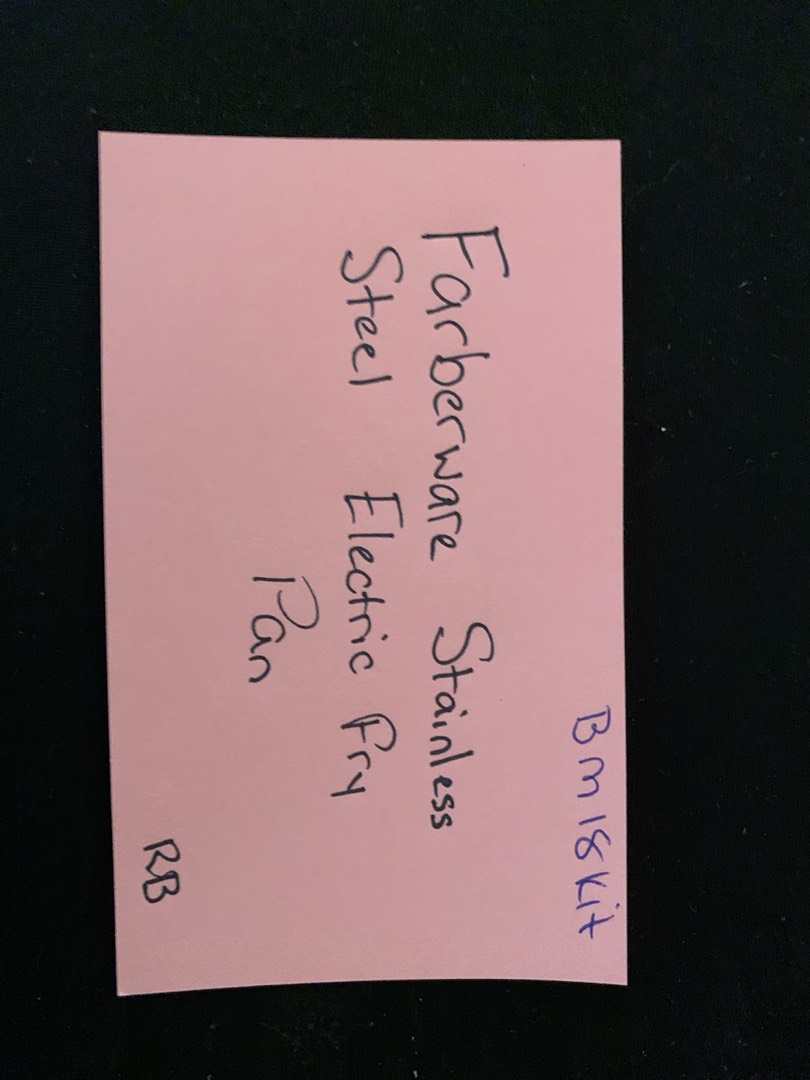 Bm18Kit
Farberware Stainless
Steel Electric Fry
Pan
RB